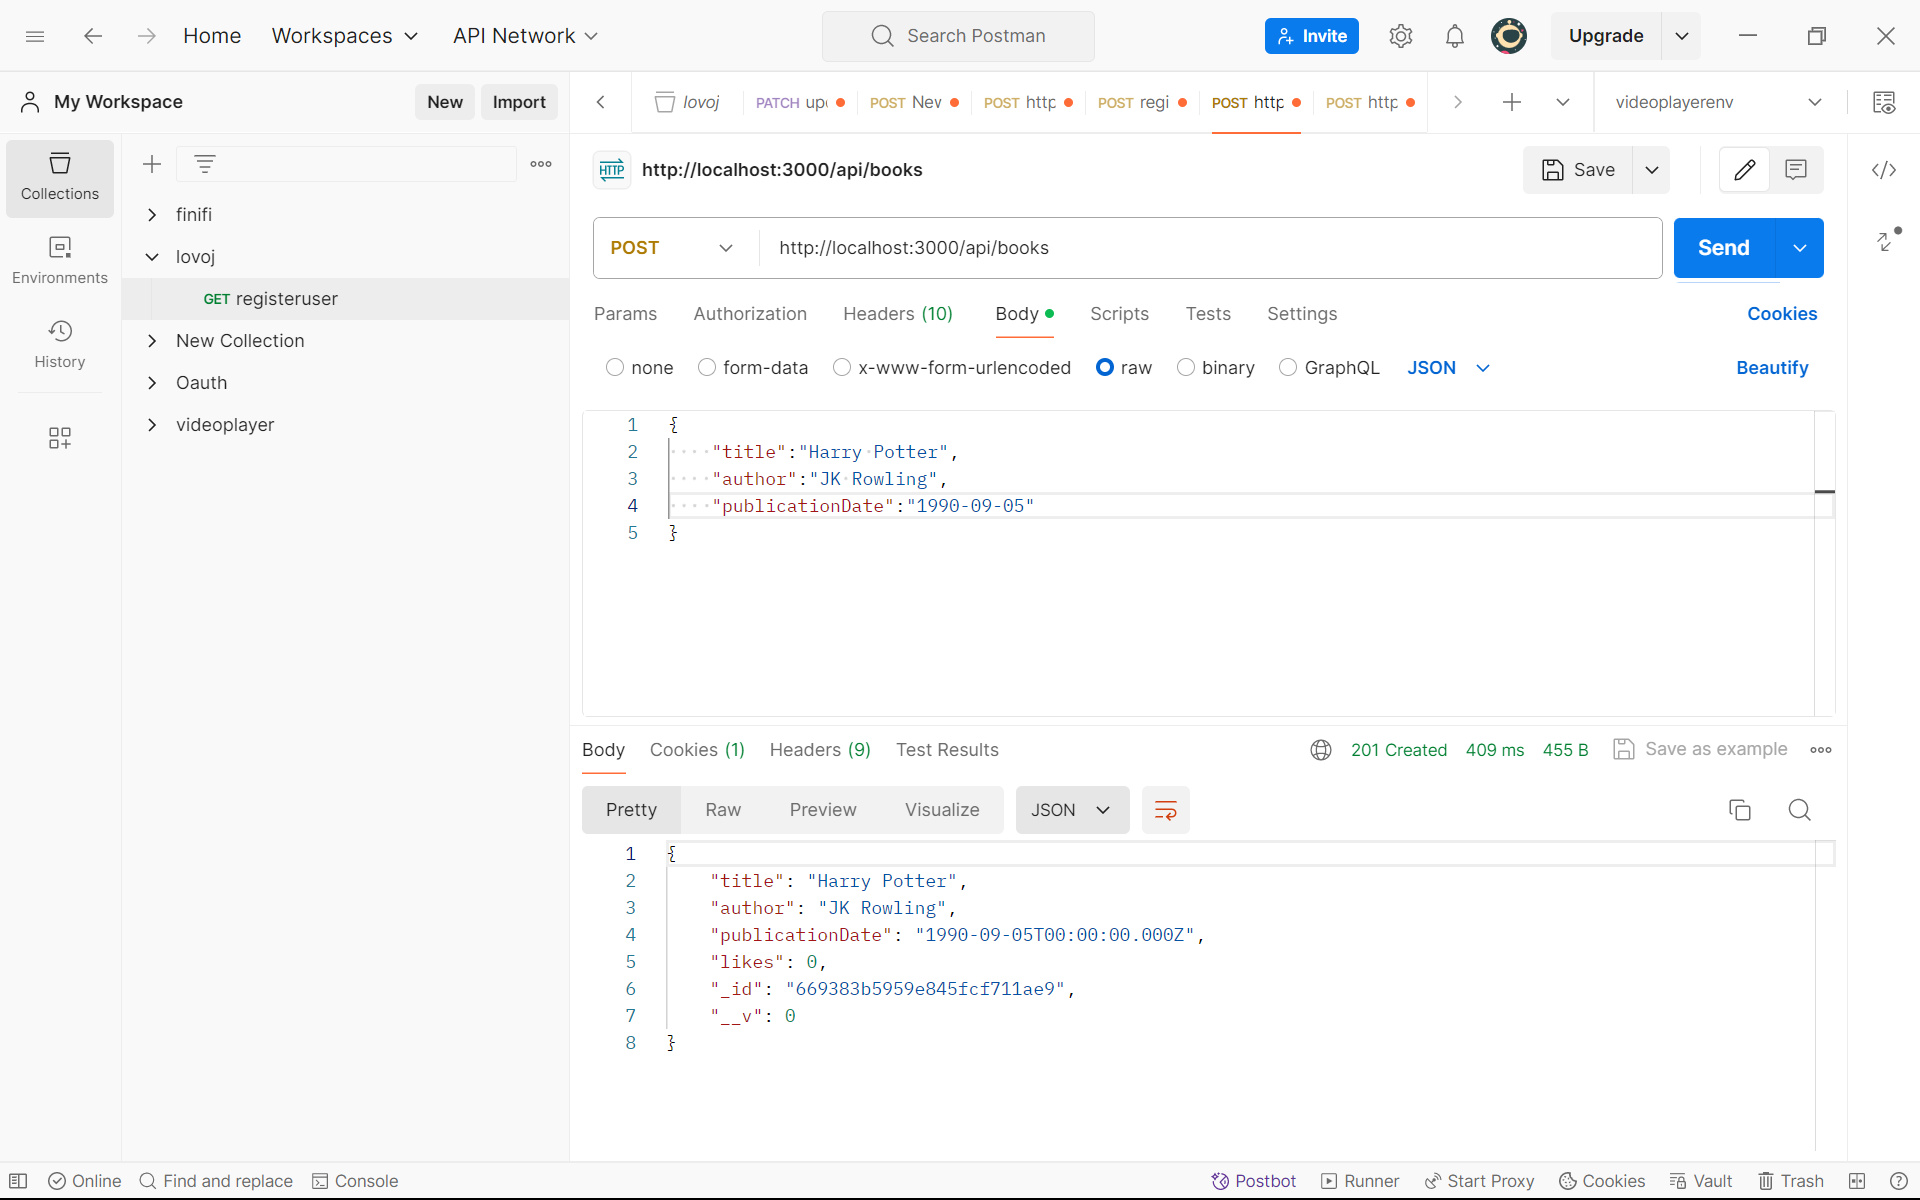 Home Workspaces API Network Search Postman Invite Upgrade
My Workspace New Import lovoj PATCH up POST Nev POST http POST regi POST http POST http videoplayerenv
Collections
Environments
History
finifi
lovoj
GET registeruser
New Collection
Oauth
videoplayer
HTTP http://localhost:3000/api/books Save
POST http://localhost:3000/api/books Send
Params Authorization Headers (10) Body Scripts Tests Settings Cookies
none form-data x-www-form-urlencoded raw binary GraphQL JSON Beautify
1 {
2 "title":"Harry Potter",
3 "author":"JK Rowling",
4 "publicationDate":"1990-09-05"
5 }
Body Cookies (1) Headers (9) Test Results 201 Created 409 ms 455 B Save as example
Pretty Raw Preview Visualize JSON
1 {
2 "title": "Harry Potter",
3 "author": "JK Rowling",
4 "publicationDate": "1990-09-05T00:00:00.000Z",
5 "likes": 0,
6 "_id": "669383b5959e845fcf711ae9",
7 "__v": 0
8 }
Online Find and replace Console Postbot Runner Start Proxy Cookies Vault Trash